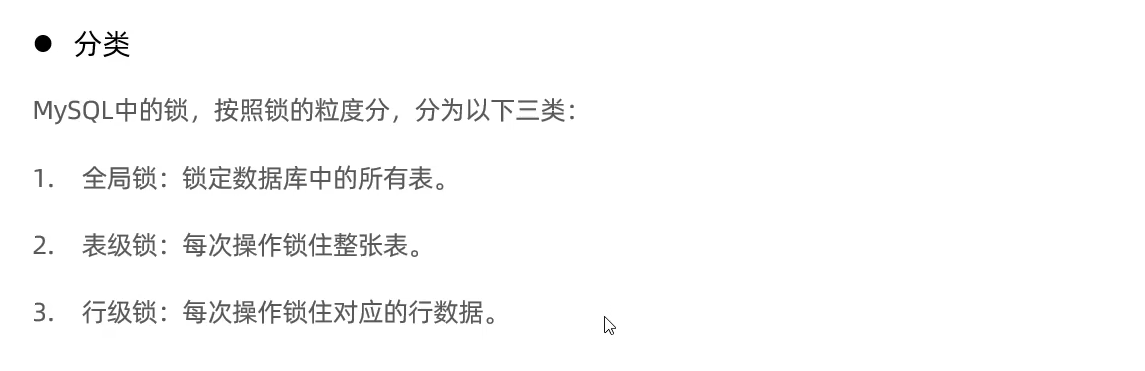 ● 分类
MySQL中的锁，按照锁的粒度分，分为以下三类：
1. 全局锁：锁定数据库中的所有表。
2. 表级锁：每次操作锁住整张表。
3. 行级锁：每次操作锁住对应的行数据。